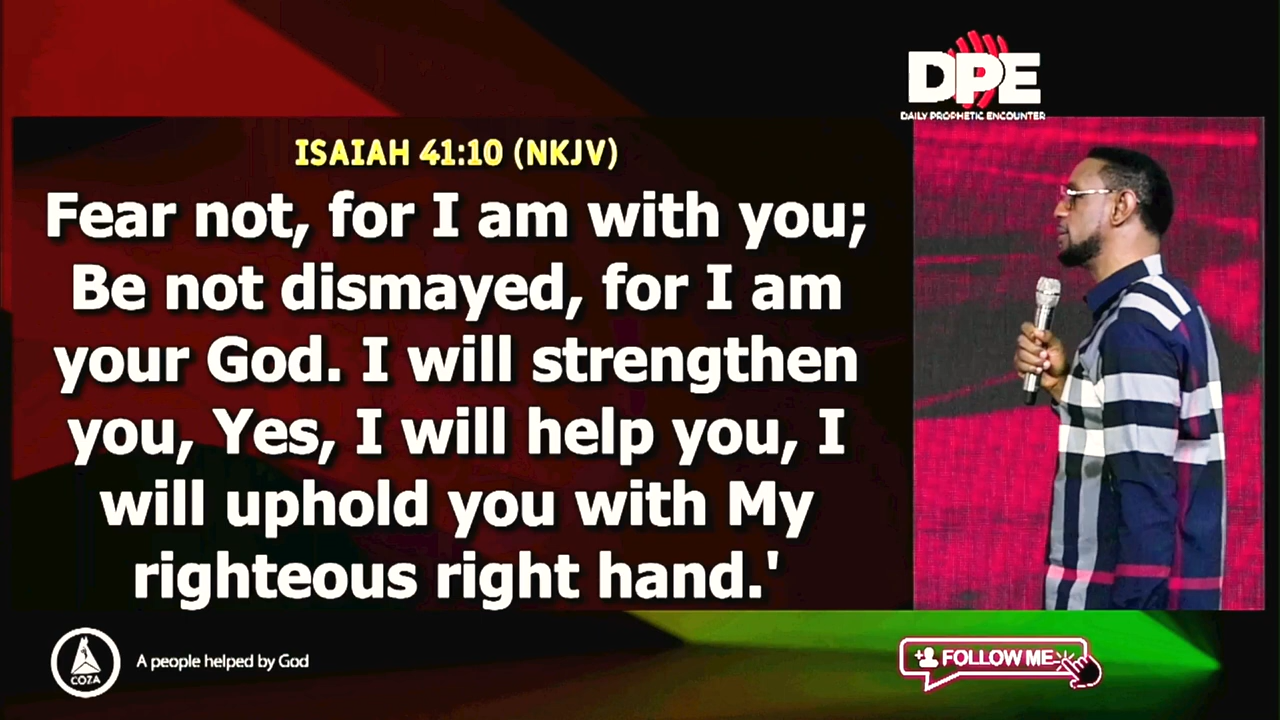 DPE
DAILY PROPHETIC ENCOUNTER
ISAIAH 41:10 (NKJV)
Fear not, for I am with you;
Be not dismayed, for I am
your God. I will strengthen
you, Yes, I will help you, I
will uphold you with My
righteous right hand.'
COZA
A people helped by God
FOLLOW ME